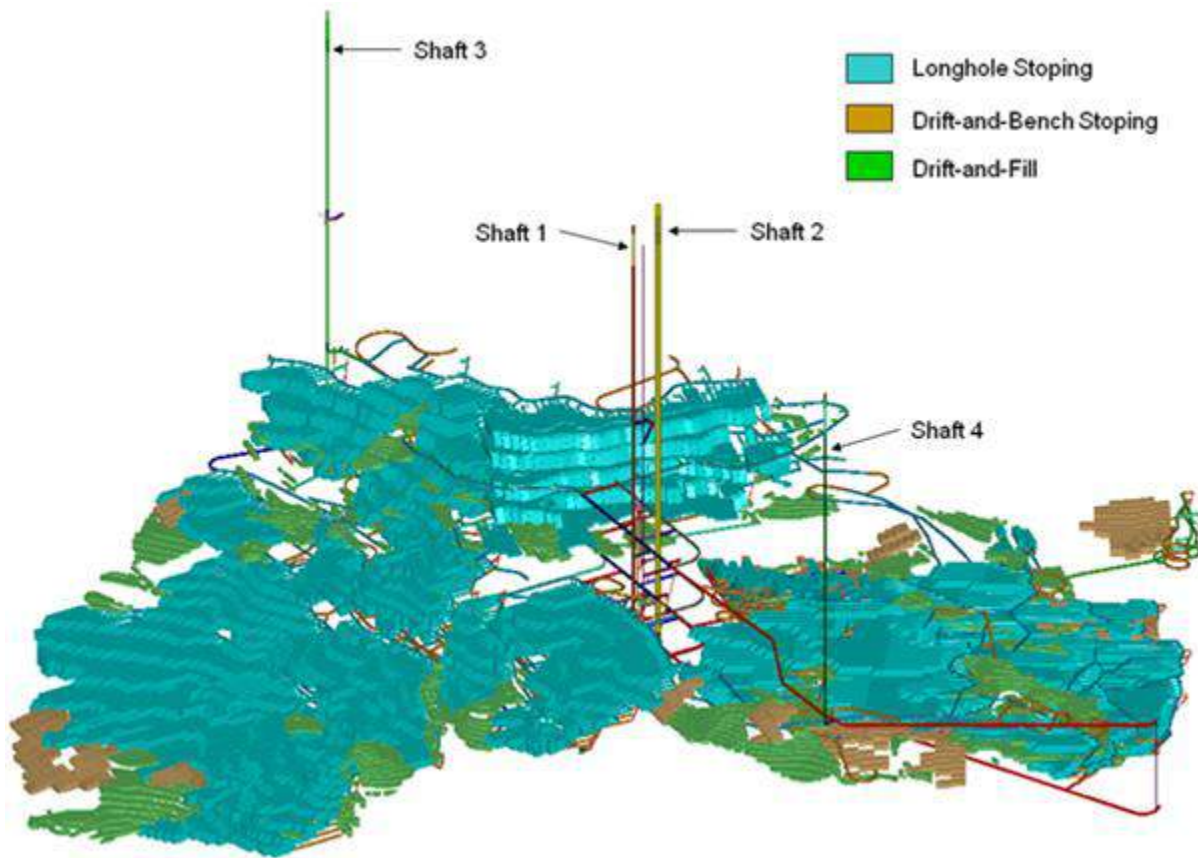 Shaft 3
Longhole Stoping
Drift-and-Bench Stoping
Drift-and-Fill
Shaft 1
Shaft 2
Shaft 4